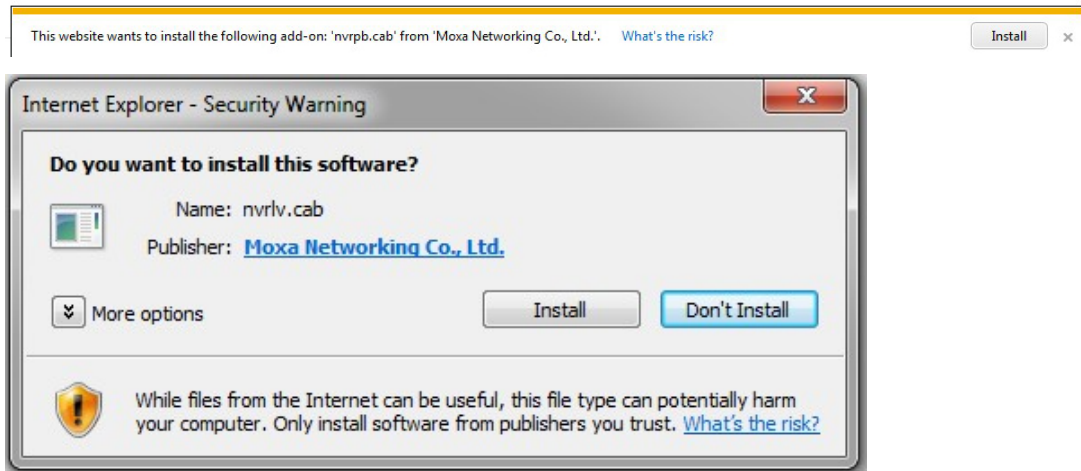 This website wants to install the following add-on: 'nvrpb.cab' from 'Moxa Networking Co., Ltd.'. What's the risk? Install ×
Internet Explorer - Security Warning
Do you want to install this software?
Name: nvrlv.cab
Publisher: Moxa Networking Co., Ltd.
More options Install Don't Install
While files from the Internet can be useful, this file type can potentially harm
your computer. Only install software from publishers you trust. What's the risk?